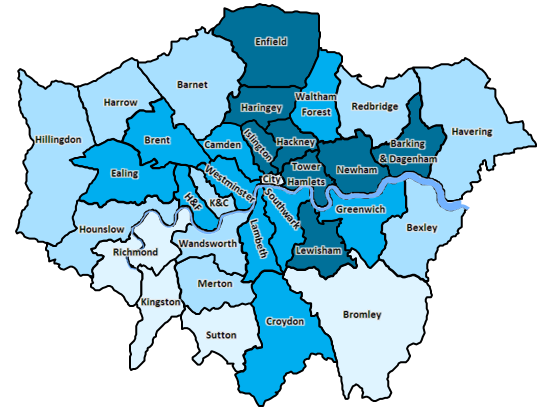 Enfield
Barnet
Harrow
Haringey
Waltham
Forest
Redbridge
Havering
Hillingdon
Brent
Camden
Islington
Hackney
Barking
& Dagenham
Ealing
Westminster
City
Tower
Hamlets
Newham
H&F
K&C
Southwark
Greenwich
Hounslow
Lambeth
Bexley
Richmond
Wandsworth
Lewisham
Merton
Kingston
Sutton
Croydon
Bromley